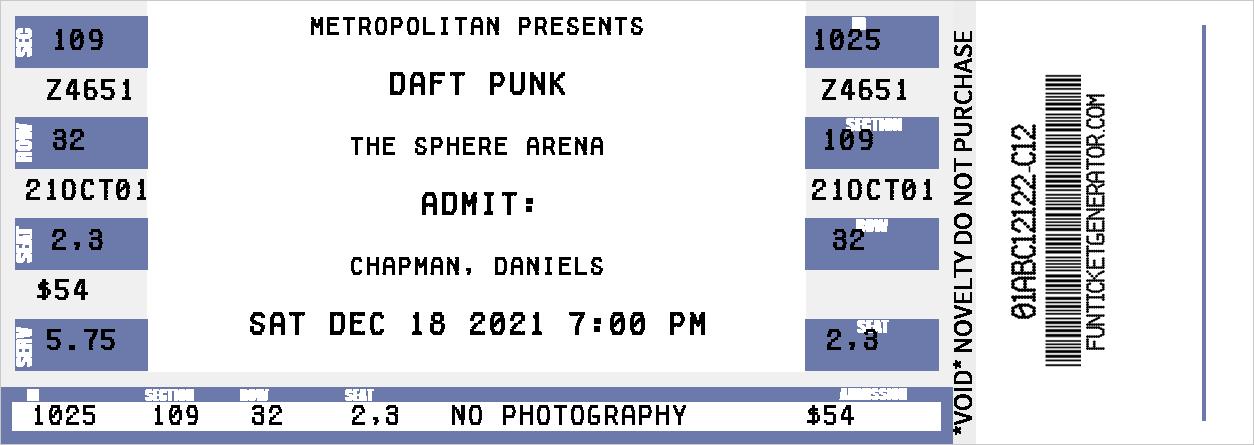 SEC 109
Z4651
ROW 32
21OCT01
SEAT 2,3
$54
SERV 5.75
METROPOLITAN PRESENTS
DAFT PUNK
THE SPHERE ARENA
ADMIT:
CHAPMAN, DANIELS
SAT DEC 18 2021 7:00 PM
1025
Z4651
SECTION
109
21OCT01
ROW
32
SEAT
2,3
SECTION ROW SEAT ADMISSION
1025 109 32 2,3 NO PHOTOGRAPHY $54
*VOID* NOVELTY DO NOT PURCHASE
01ABC12122-C12
FUNTICKETGENERATOR.COM